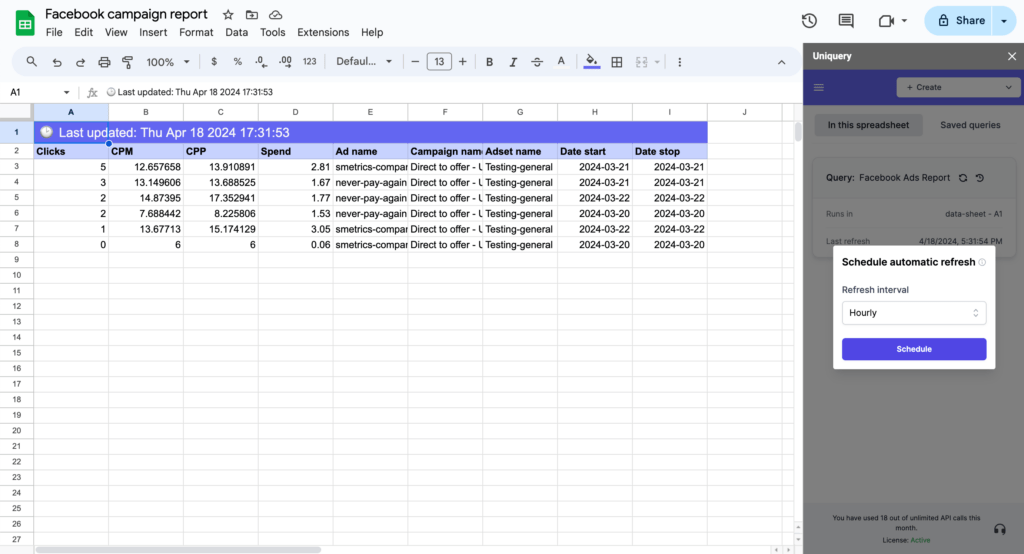 Facebook campaign report
File Edit View Insert Format Data Tools Extensions Help
Share
100% $ % .0 .00 123 Defaul... 13 B I A
A1 fx Last updated: Thu Apr 18 2024 17:31:53
A B C D E F G H I J
1 Last updated: Thu Apr 18 2024 17:31:53
2 Clicks CPM CPP Spend Ad name Campaign nam Adset name Date start Date stop
3 5 12.657658 13.910891 2.81 smetrics-compar Direct to offer - U Testing-general 2024-03-21 2024-03-21
4 3 13.149606 13.688525 1.67 never-pay-again Direct to offer - U Testing-general 2024-03-21 2024-03-21
5 2 14.87395 17.352941 1.77 never-pay-again Direct to offer - U Testing-general 2024-03-22 2024-03-22
6 2 7.688442 8.225806 1.53 never-pay-again Direct to offer - U Testing-general 2024-03-20 2024-03-20
7 1 13.67713 15.174129 3.05 smetrics-compar Direct to offer - U Testing-general 2024-03-22 2024-03-22
8 0 6 6 0.06 smetrics-compar Direct to offer - U Testing-general 2024-03-20 2024-03-20
9
10
11
12
13
14
15
16
17
18
19
20
21
22
23
24
25
26
27
Uniquery
+ Create
In this spreadsheet Saved queries
Query: Facebook Ads Report
Runs in data-sheet - A1
Last refresh 4/18/2024, 5:31:54 PM
Schedule automatic refresh
Refresh interval
Hourly
Schedule
You have used 18 out of unlimited API calls this
month.
License: Active